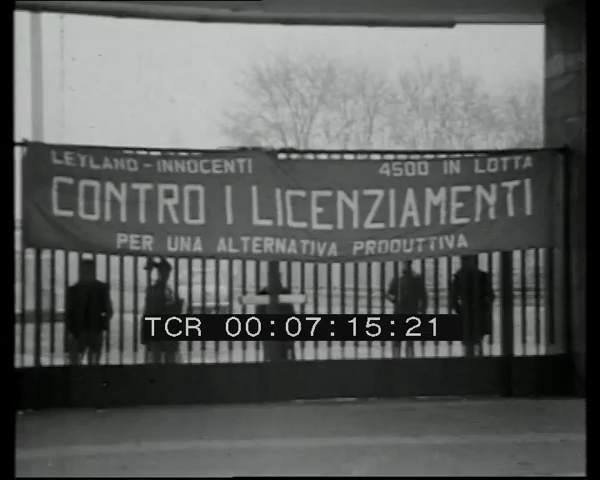 LEYLAND-INNOCENTI 4500 IN LOTTA
CONTRO I LICENZIAMENTI
PER UNA ALTERNATIVA PRODUTTIVA
TCR 00:07:15:21